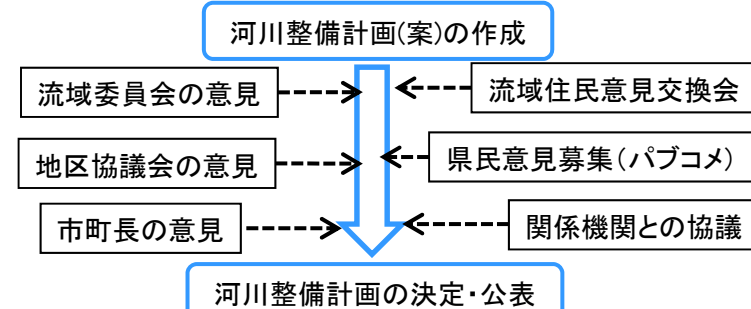 河川整備計画(案)の作成
流域委員会の意見
流域住民意見交換会
地区協議会の意見
県民意見募集(パブコメ)
市町長の意見
関係機関との協議
河川整備計画の決定・公表